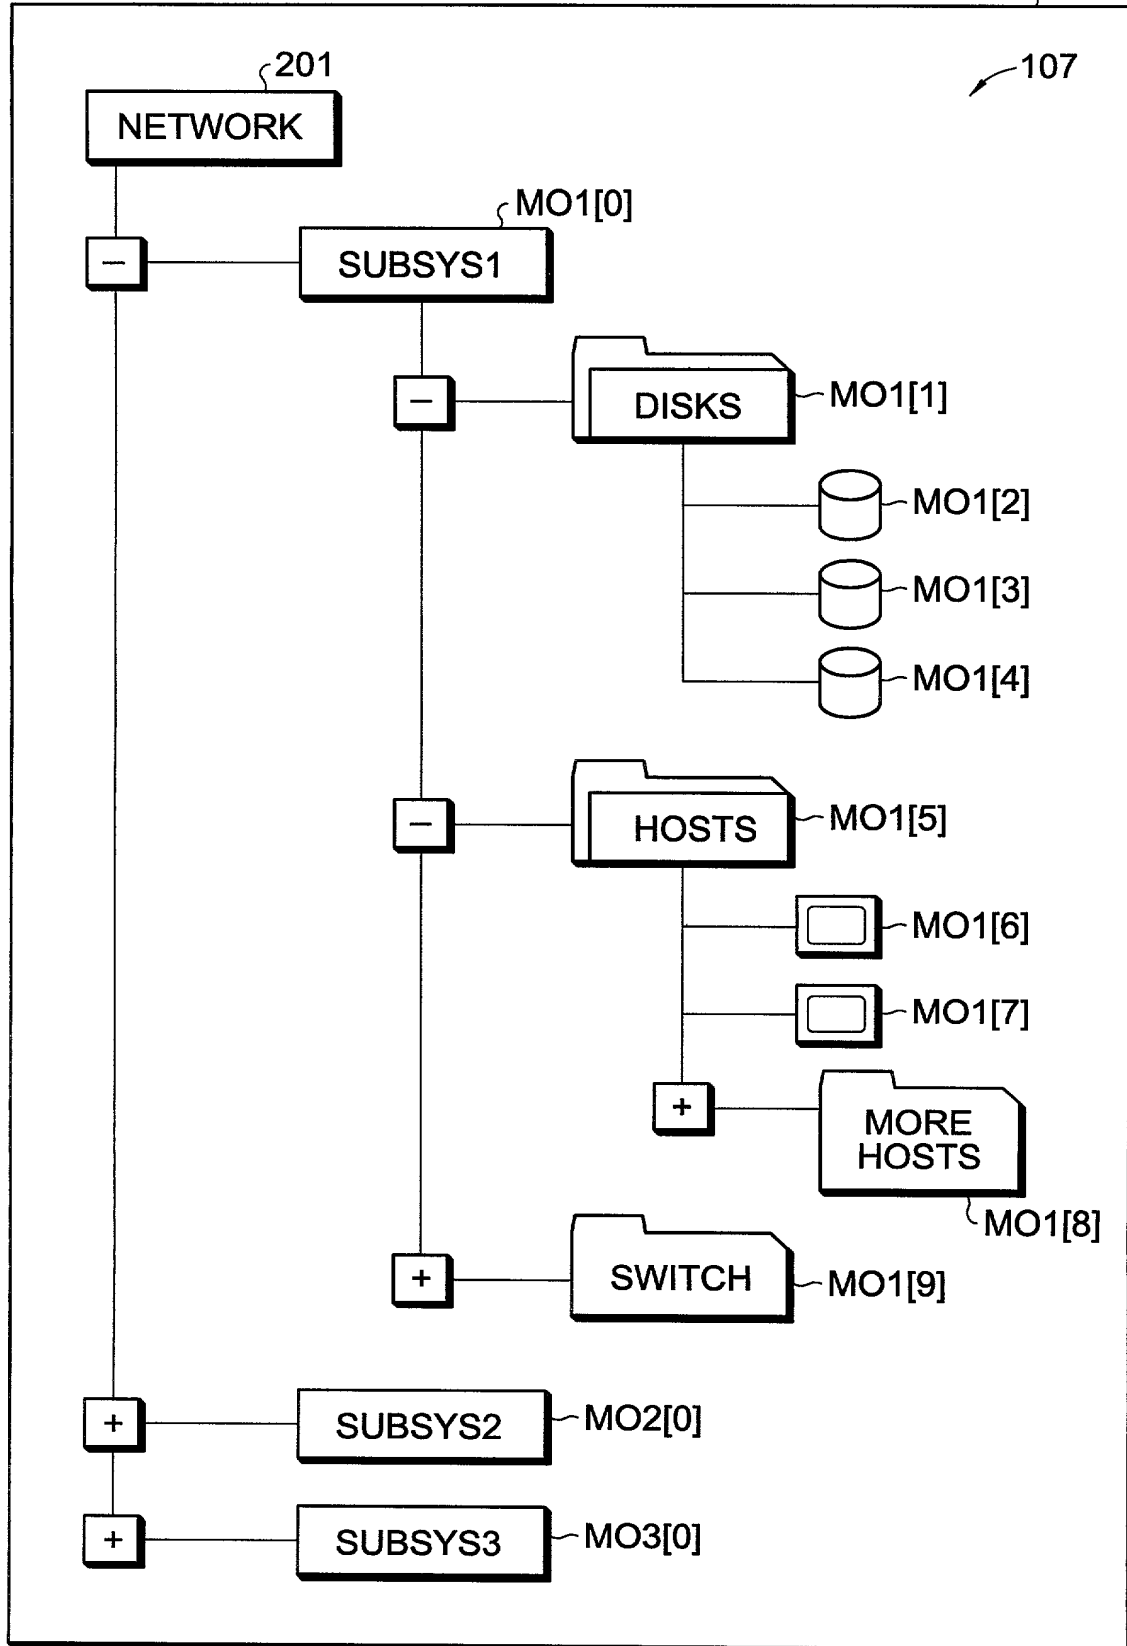 201
107
NETWORK
MO1[0]
−
SUBSYS1
−
DISKS
MO1[1]
MO1[2]
MO1[3]
MO1[4]
−
HOSTS
MO1[5]
MO1[6]
MO1[7]
+
MORE
HOSTS
MO1[8]
+
SWITCH
MO1[9]
+
SUBSYS2
MO2[0]
+
SUBSYS3
MO3[0]